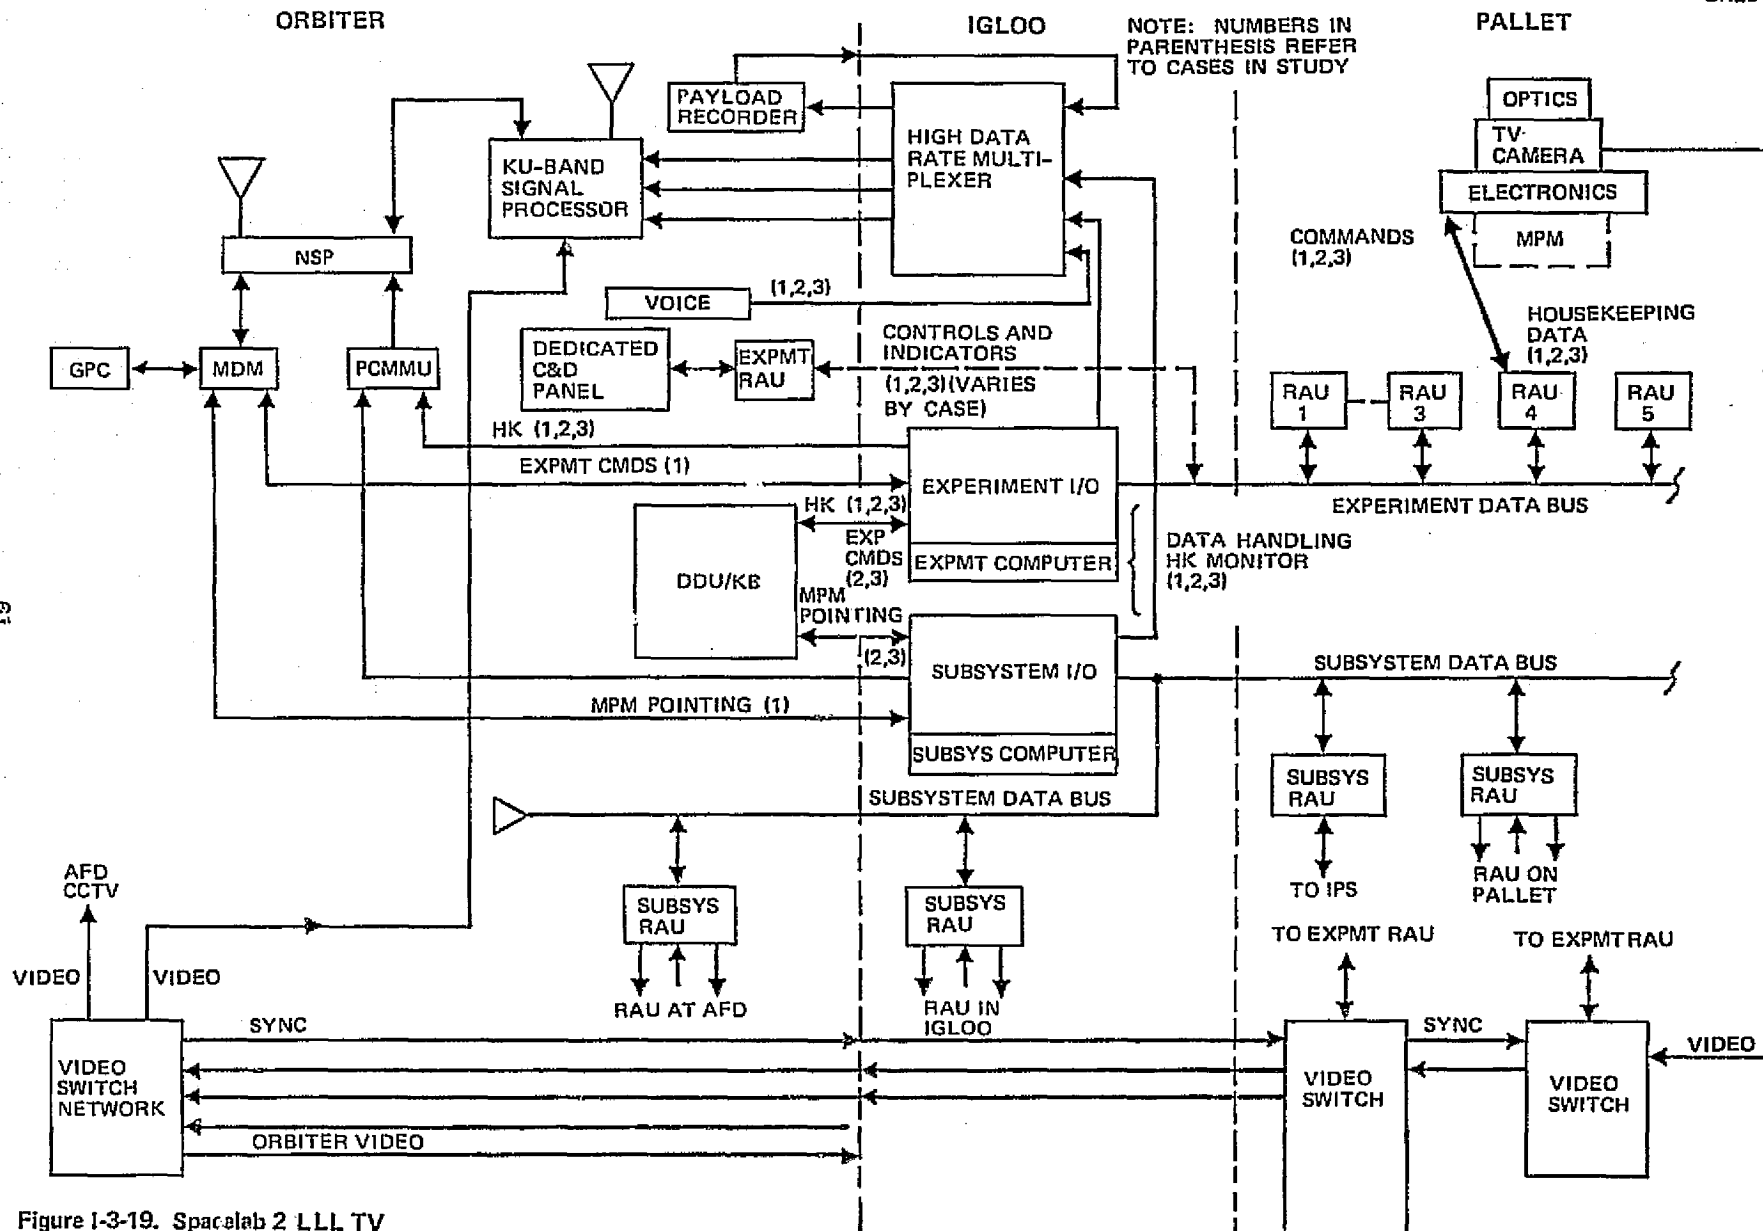 ORBITER
IGLOO
NOTE: NUMBERS IN
PARENTHESIS REFER
TO CASES IN STUDY
PALLET
PAYLOAD
RECORDER
HIGH DATA
RATE MULTI-
PLEXER
KU-BAND
SIGNAL
PROCESSOR
OPTICS
TV
CAMERA
ELECTRONICS
MPM
NSP
COMMANDS
(1,2,3)
VOICE
(1,2,3)
HOUSEKEEPING
DATA
(1,2,3)
GPC
MDM
PCMMU
DEDICATED
C&D
PANEL
EXPMT
RAU
CONTROLS AND
INDICATORS
(1,2,3)(VARIES
BY CASE)
RAU
1
RAU
3
RAU
4
RAU
5
HK (1,2,3)
EXPMT CMDS (1)
EXPERIMENT I/O
EXPMT COMPUTER
EXPERIMENT DATA BUS
HK (1,2,3)
EXP
CMDS
(2,3)
DDU/KB
MPM
POINTING
(2,3)
DATA HANDLING
HK MONITOR
(1,2,3)
SUBSYSTEM I/O
SUBSYS COMPUTER
SUBSYSTEM DATA BUS
MPM POINTING (1)
SUBSYS
RAU
TO IPS
SUBSYS
RAU
RAU ON
PALLET
SUBSYSTEM DATA BUS
AFD
CCTV
SUBSYS
RAU
RAU AT AFD
SUBSYS
RAU
RAU IN
IGLOO
TO EXPMT RAU
TO EXPMT RAU
VIDEO
VIDEO
SYNC
SYNC
VIDEO
VIDEO
SWITCH
NETWORK
VIDEO
SWITCH
VIDEO
SWITCH
ORBITER VIDEO
Figure I-3-19. Spacelab 2 LLL TV